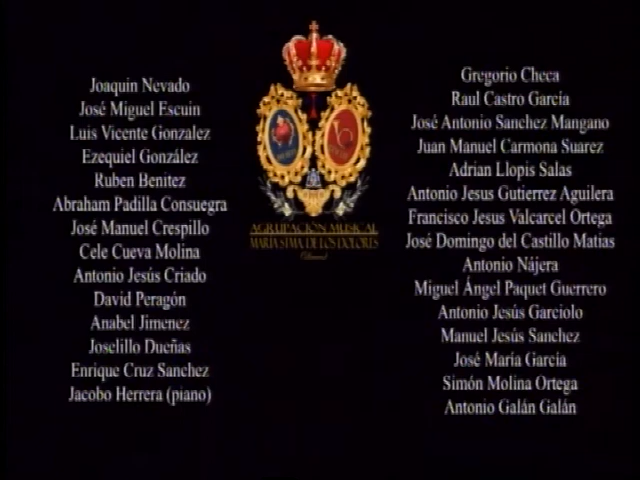 Joaquin Nevado
José Miguel Escuin
Luis Vicente Gonzalez
Ezequiel González
Ruben Benitez
Abraham Padilla Consuegra
José Manuel Crespillo
Cele Cueva Molina
Antonio Jesús Criado
David Peragón
Anabel Jimenez
Joselillo Dueñas
Enrique Cruz Sanchez
Jacobo Herrera (piano)
AGRUPACIÓN MUSICAL
MARIA STMA. DE LOS DOLORES
Gregorio Checa
Raul Castro García
José Antonio Sanchez Mangano
Juan Manuel Carmona Suarez
Adrian Llopis Salas
Antonio Jesus Gutierrez Aguilera
Francisco Jesus Valcarcel Ortega
José Domingo del Castillo Matias
Antonio Nájera
Miguel Ángel Paquet Guerrero
Antonio Jesús Garciolo
Manuel Jesús Sanchez
José María García
Simón Molina Ortega
Antonio Galán Galán